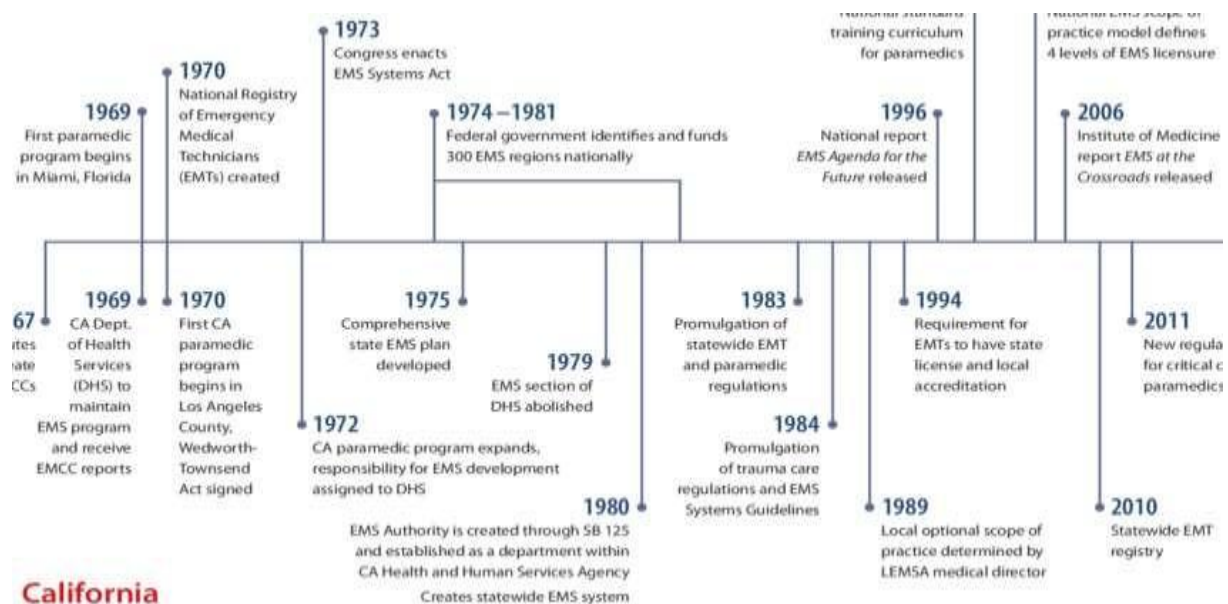 1973
Congress enacts
EMS Systems Act
training curriculum
for paramedics
practice model defines
4 levels of EMS licensure
1970
National Registry
of Emergency
Medical
Technicians
(EMTs) created
1969
First paramedic
program begins
in Miami, Florida
1974–1981
Federal government identifies and funds
300 EMS regions nationally
1996
National report
EMS Agenda for the
Future released
2006
Institute of Medicine
report EMS at the
Crossroads released
67
1969
CA Dept.
of Health
Services
(DHS) to
maintain
EMS program
and receive
EMCC reports
1970
First CA
paramedic
program
begins in
Los Angeles
County,
Wedworth-
Townsend
Act signed
1972
CA paramedic program expands,
responsibility for EMS development
assigned to DHS
1975
Comprehensive
state EMS plan
developed
1979
EMS section of
DHS abolished
1980
EMS Authority is created through SB 125
and established as a department within
CA Health and Human Services Agency
Creates statewide EMS system
1983
Promulgation of
statewide EMT
and paramedic
regulations
1984
Promulgation
of trauma care
regulations and EMS
Systems Guidelines
1989
Local optional scope of
practice determined by
LEMSA medical director
1994
Requirement for
EMTs to have state
license and local
accreditation
2010
Statewide EMT
registry
2011
New
for critical
paramedics
California